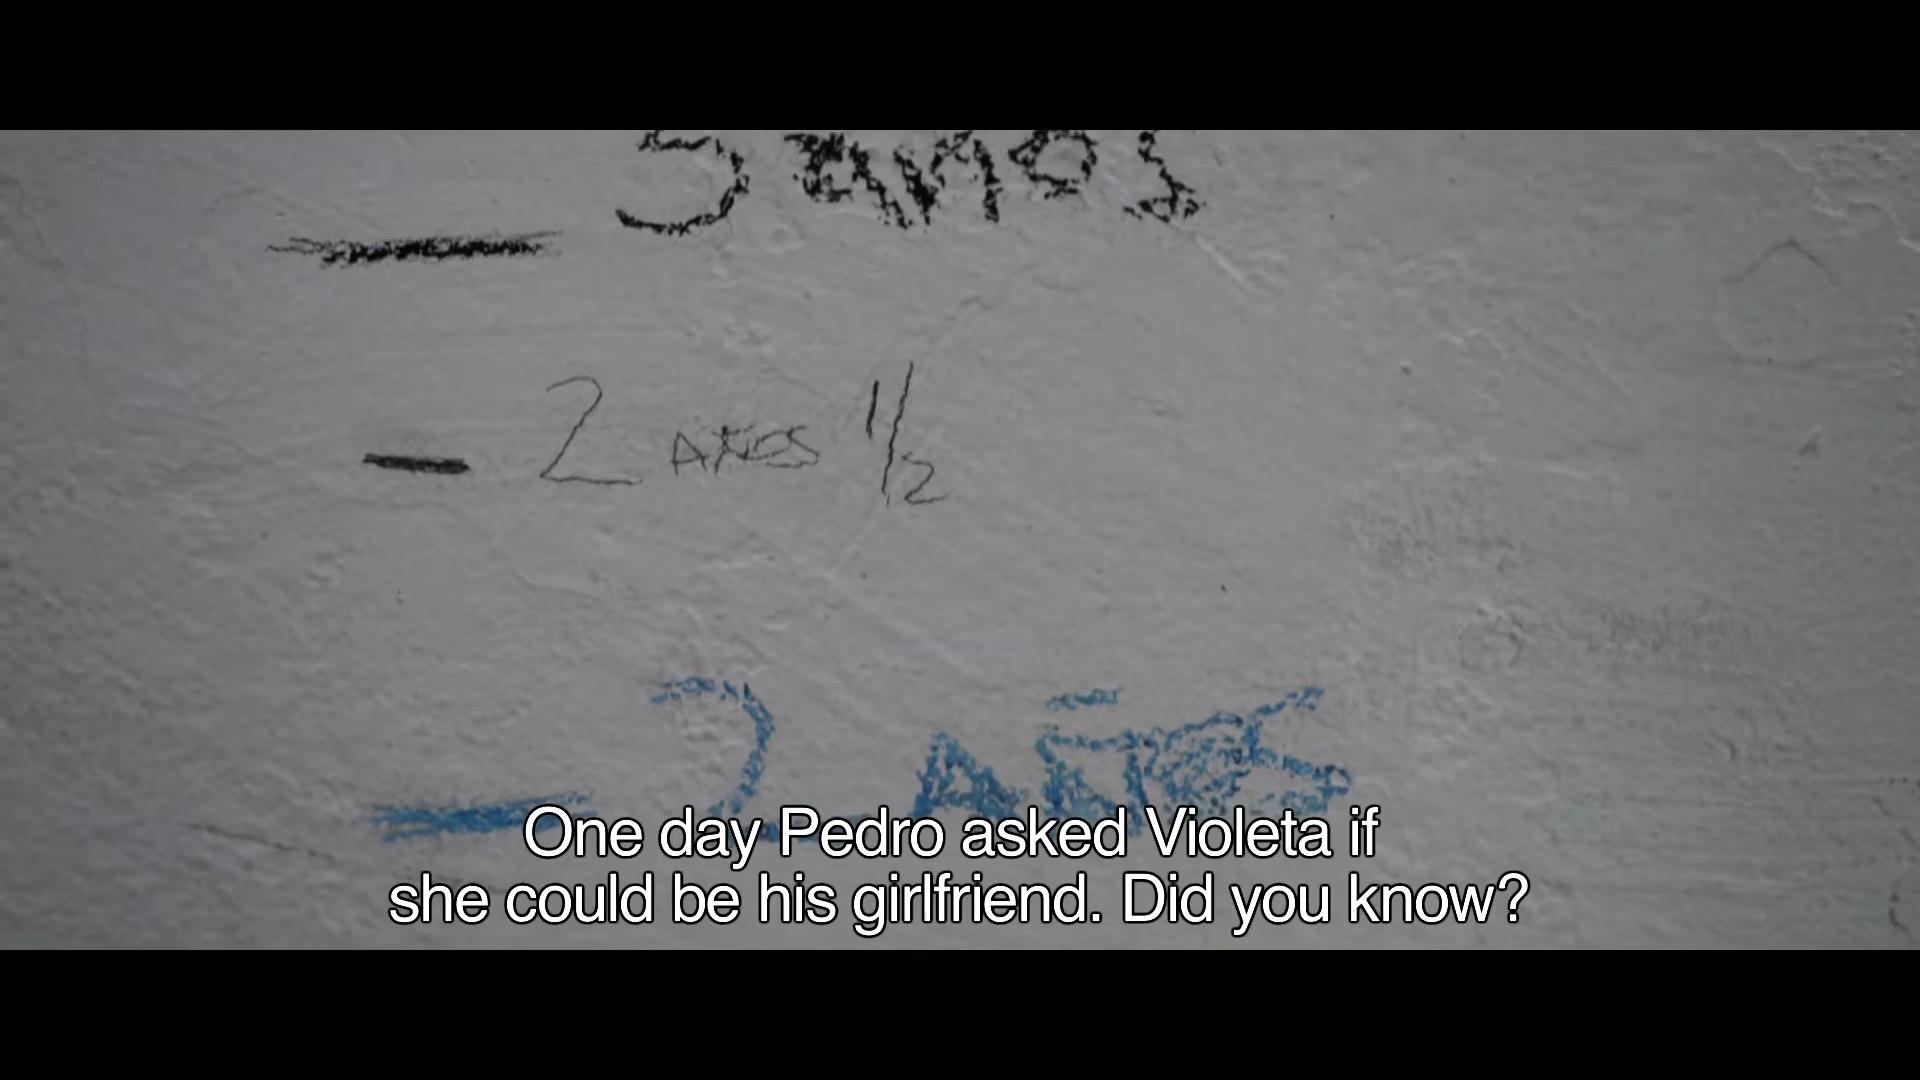 5 años
2 AÑOS 1/2
2 AÑOS
One day Pedro asked Violeta if
she could be his girlfriend. Did you know?